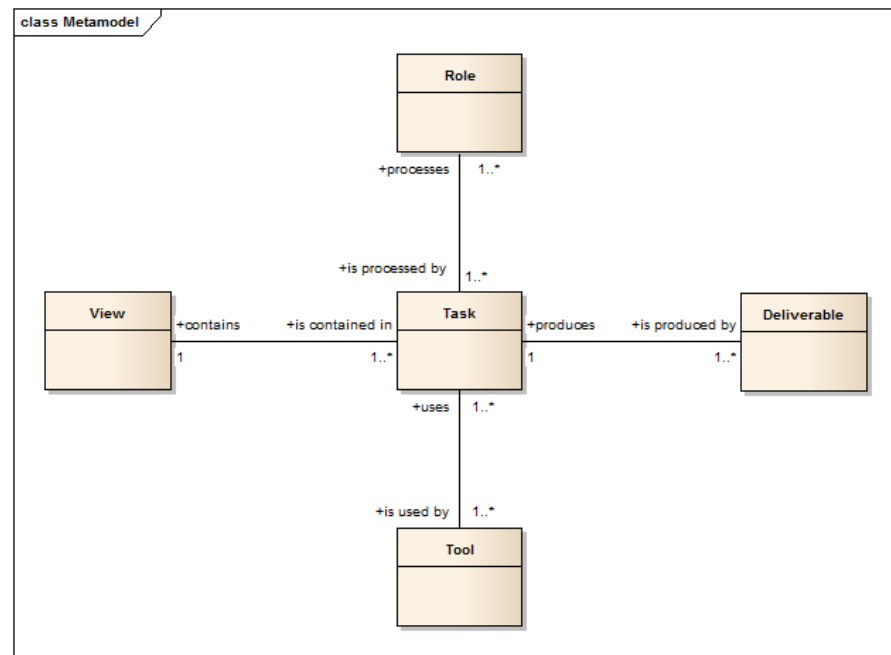 class Metamodel
Role
+processes 1..*
+is processed by 1..*
View
+contains
1
+is contained in
1..*
Task
+produces
1
+is produced by
1..*
Deliverable
+uses 1..*
+is used by 1..*
Tool